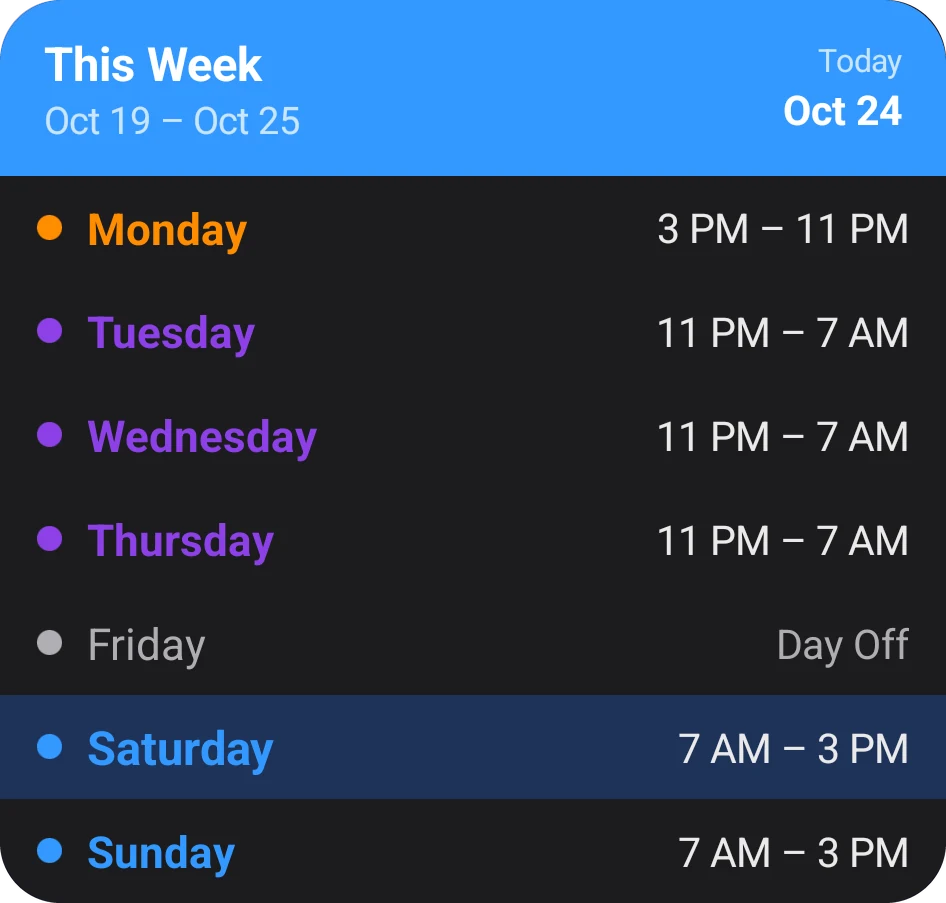 This Week
Today
Oct 19 – Oct 25
Oct 24
Monday
3 PM – 11 PM
Tuesday
11 PM – 7 AM
Wednesday
11 PM – 7 AM
Thursday
11 PM – 7 AM
Friday
Day Off
Saturday
7 AM – 3 PM
Sunday
7 AM – 3 PM